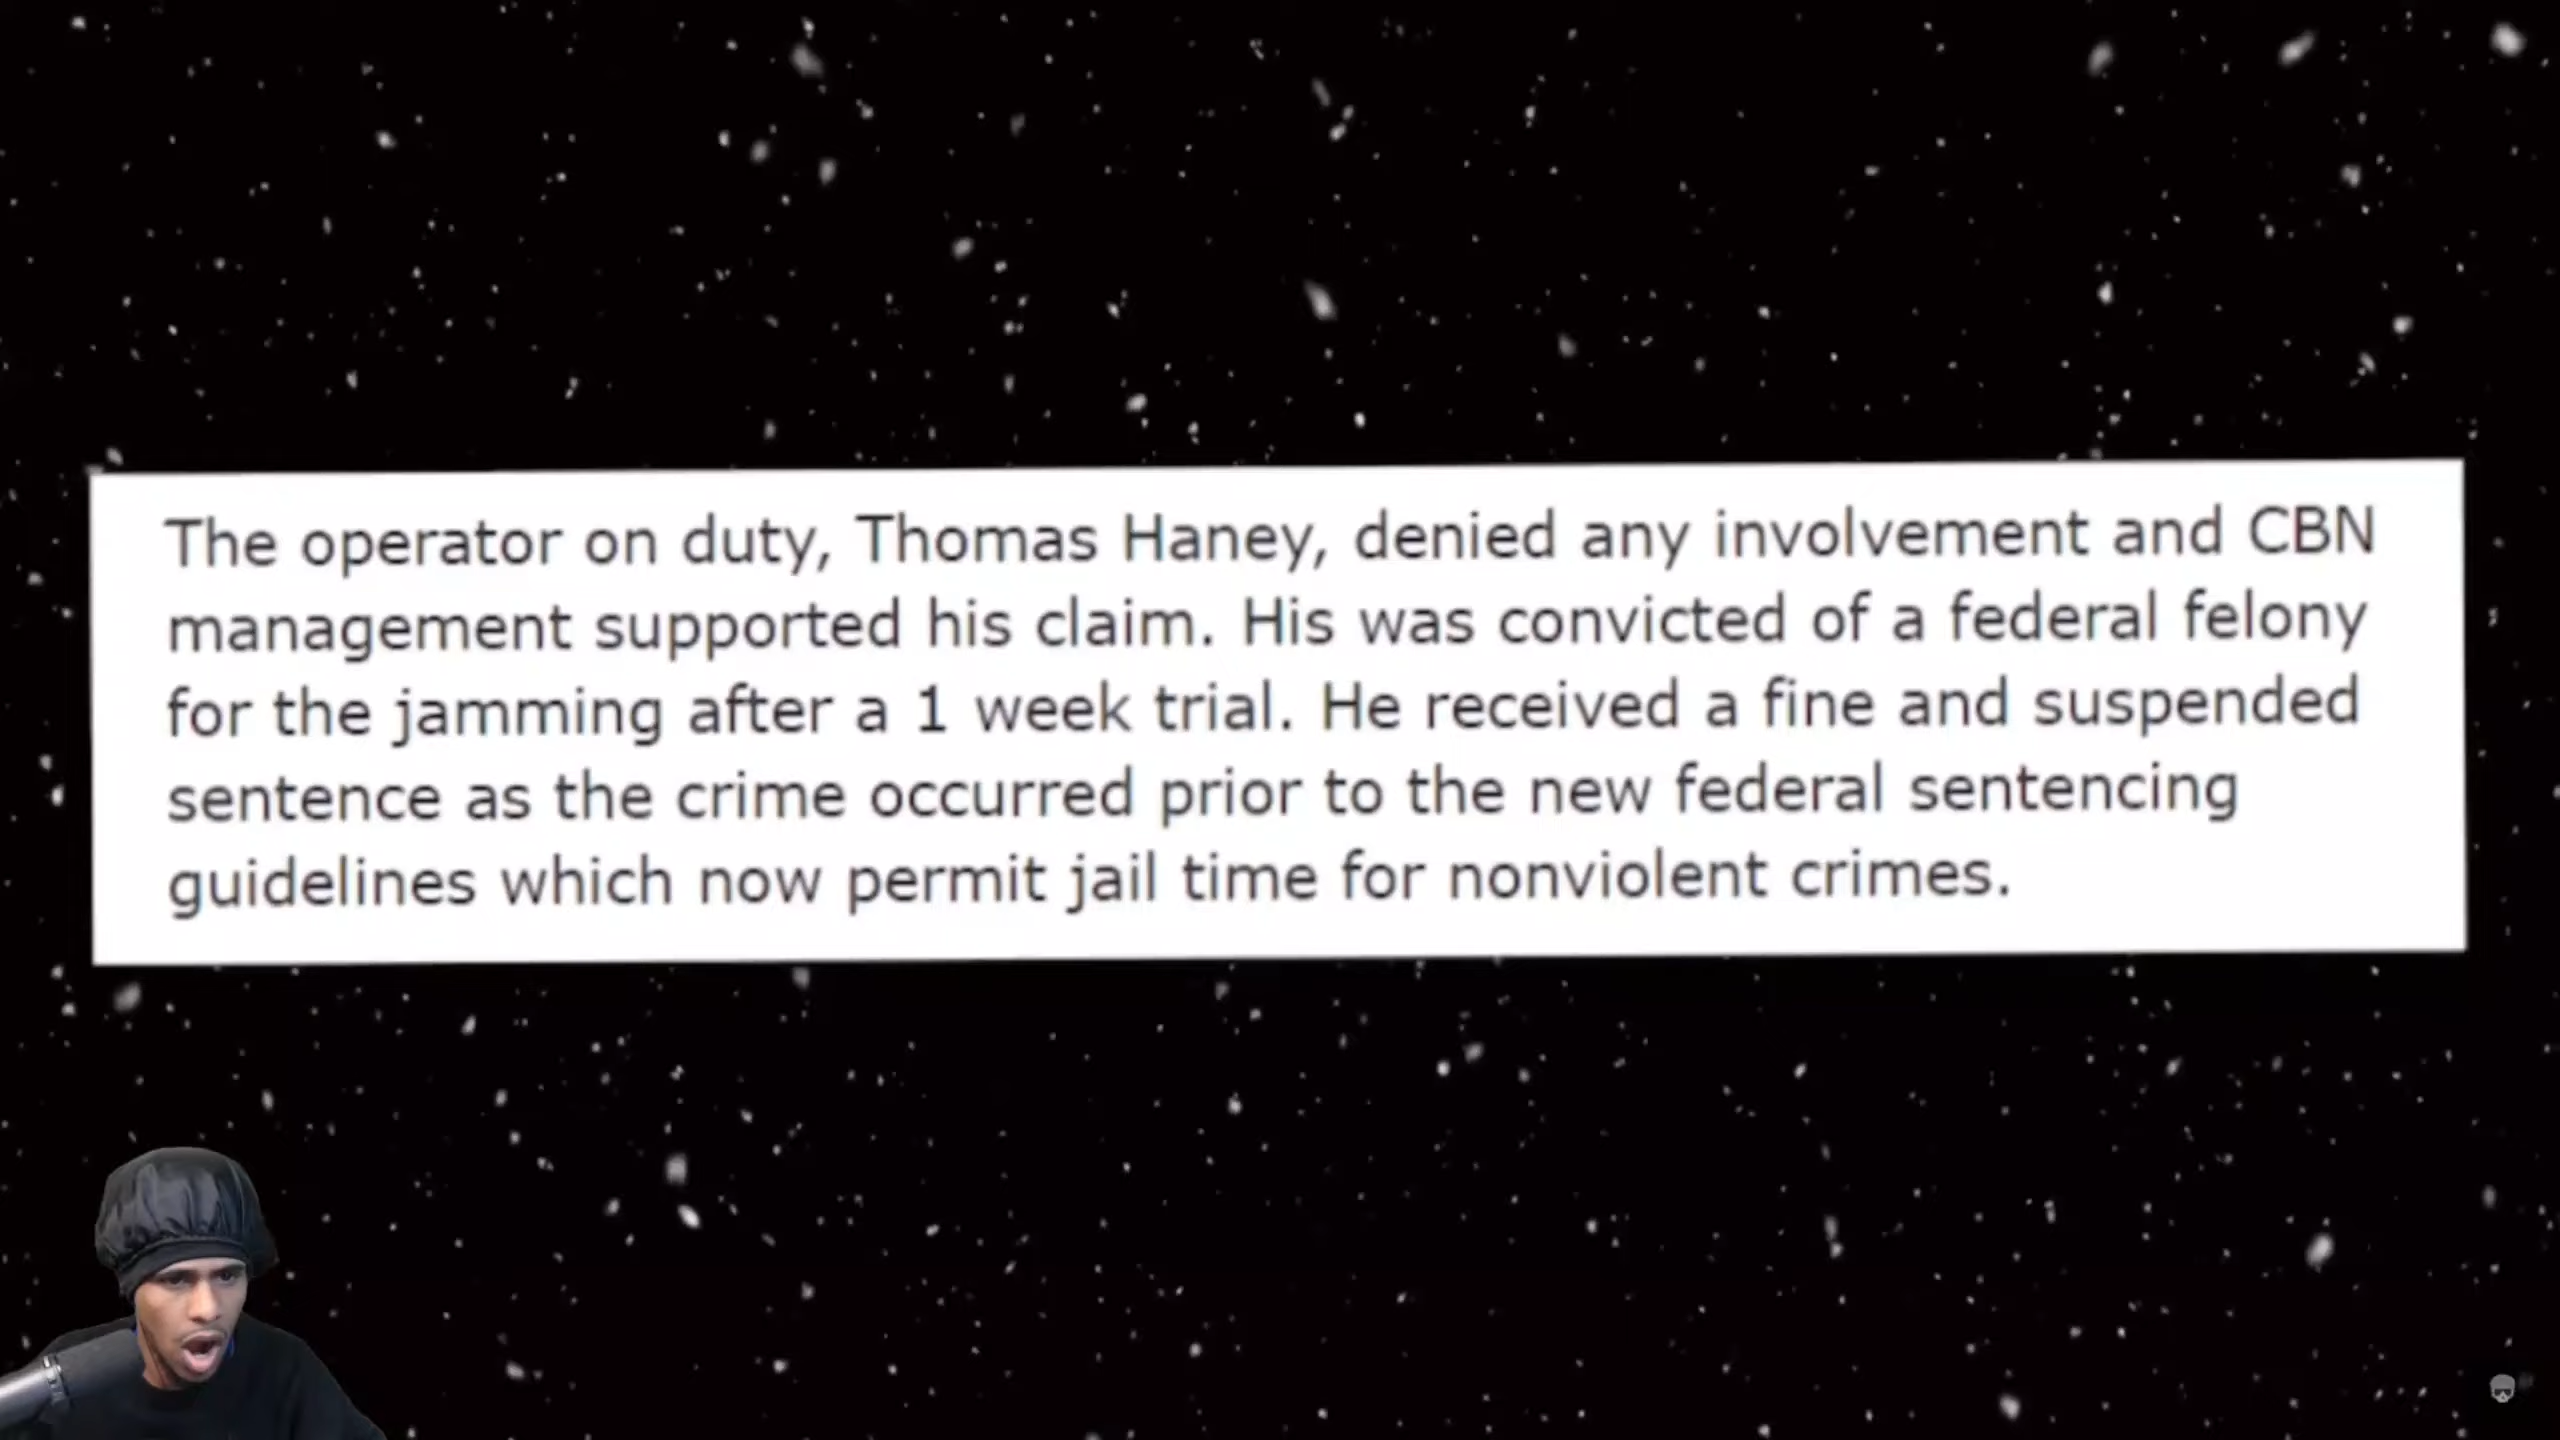 The operator on duty, Thomas Haney, denied any involvement and CBN
management supported his claim. His was convicted of a federal felony
for the jamming after a 1 week trial. He received a fine and suspended
sentence as the crime occurred prior to the new federal sentencing
guidelines which now permit jail time for nonviolent crimes.